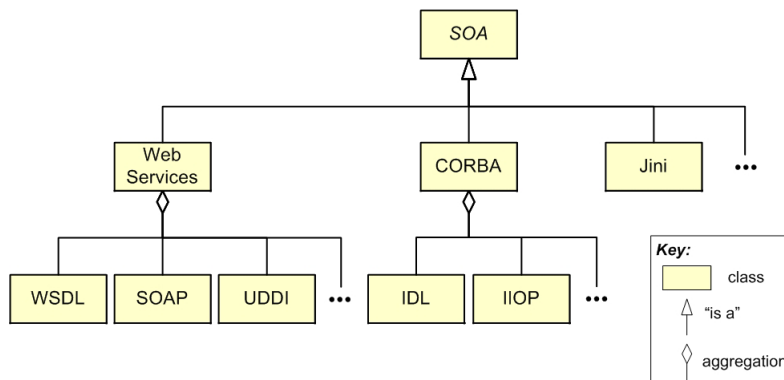 SOA
Web
Services
CORBA
Jini
•••
WSDL
SOAP
UDDI
•••
IDL
IIOP
•••
Key:
class
"is a"
aggregation